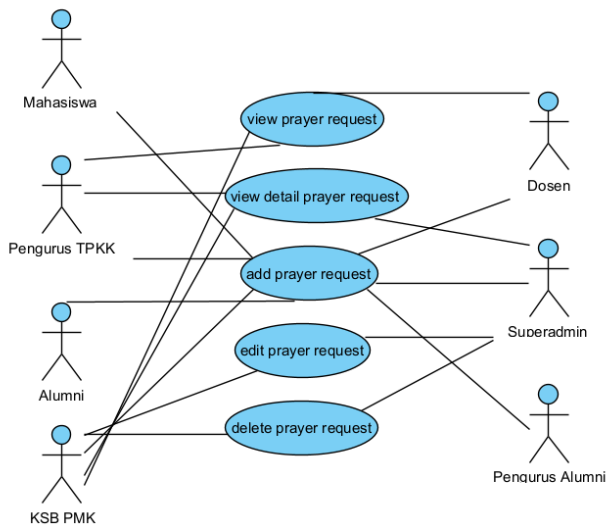 Mahasiswa
view prayer request
Dosen
view detail prayer request
Pengurus TPKK
add prayer request
Superadmin
Alumni
edit prayer request
delete prayer request
Pengurus Alumni
KSB PMK